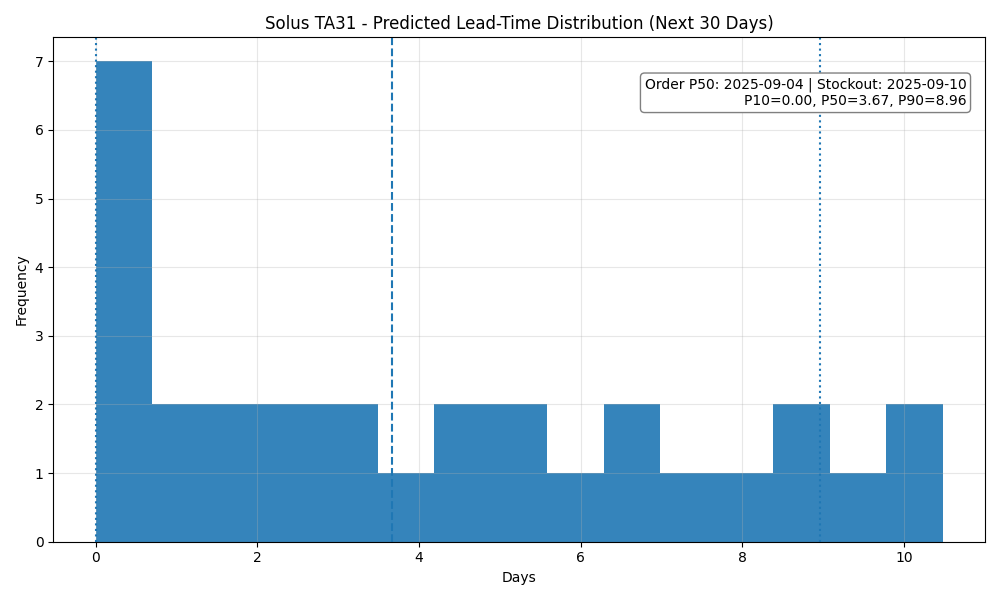 Solus TA31 - Predicted Lead-Time Distribution (Next 30 Days)
Order P50: 2025-09-04 | Stockout: 2025-09-10
P10=0.00, P50=3.67, P90=8.96
Frequency
7
6
5
4
3
2
1
0
0 2 4 6 8 10
Days